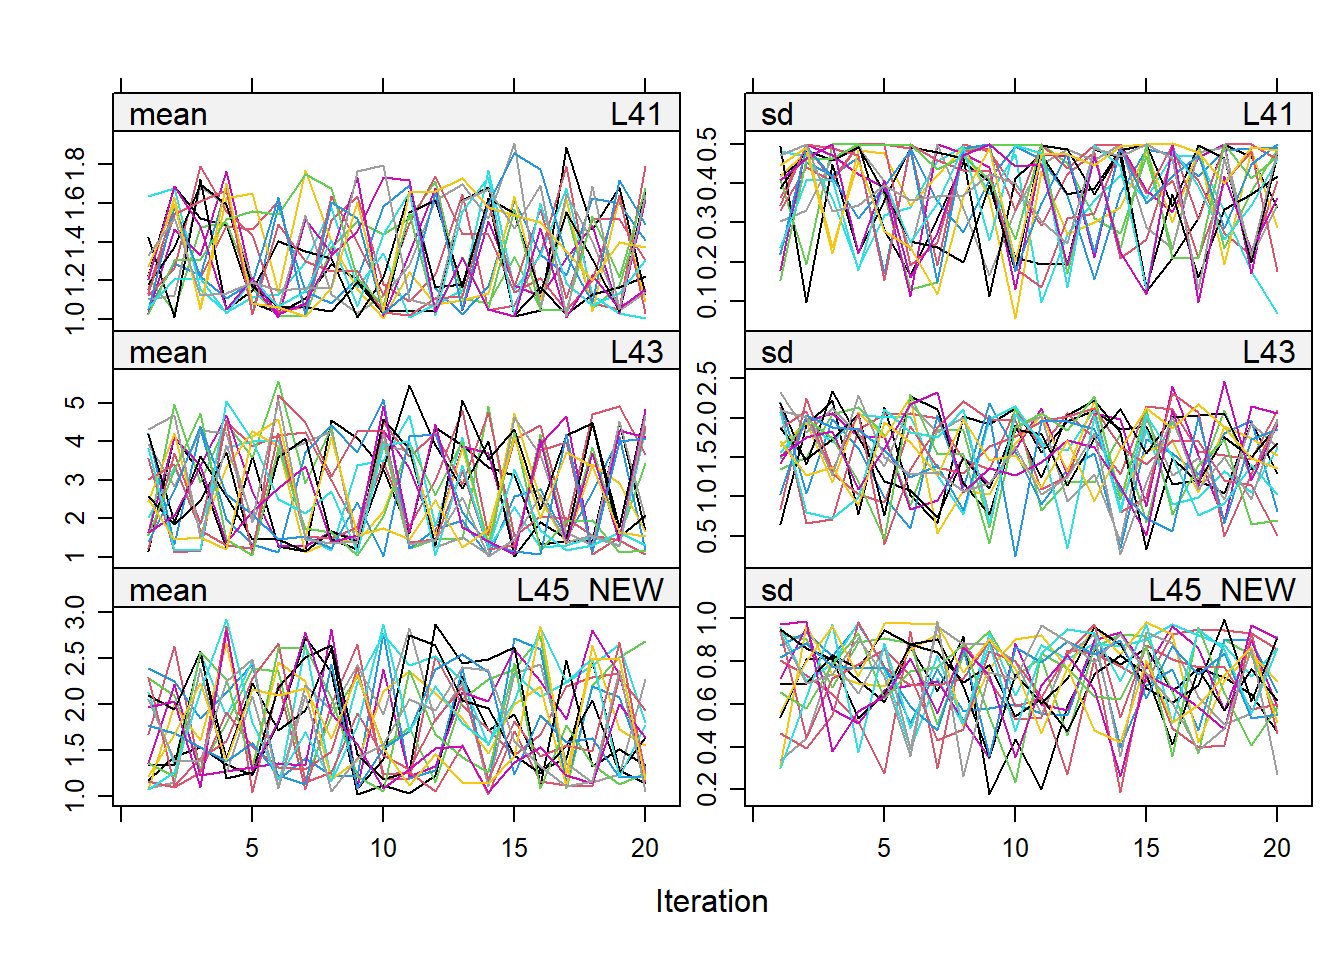 mean L41 sd L41
1.0 1.2 1.4 1.6 1.8
0.1 0.2 0.3 0.4 0.5
mean L43 sd L43
1 2 3 4 5
0.5 1.0 1.5 2.0 2.5
mean L45_NEW sd L45_NEW
1.0 1.5 2.0 2.5 3.0
0.2 0.4 0.6 0.8 1.0
5 10 15 20 5 10 15 20
Iteration